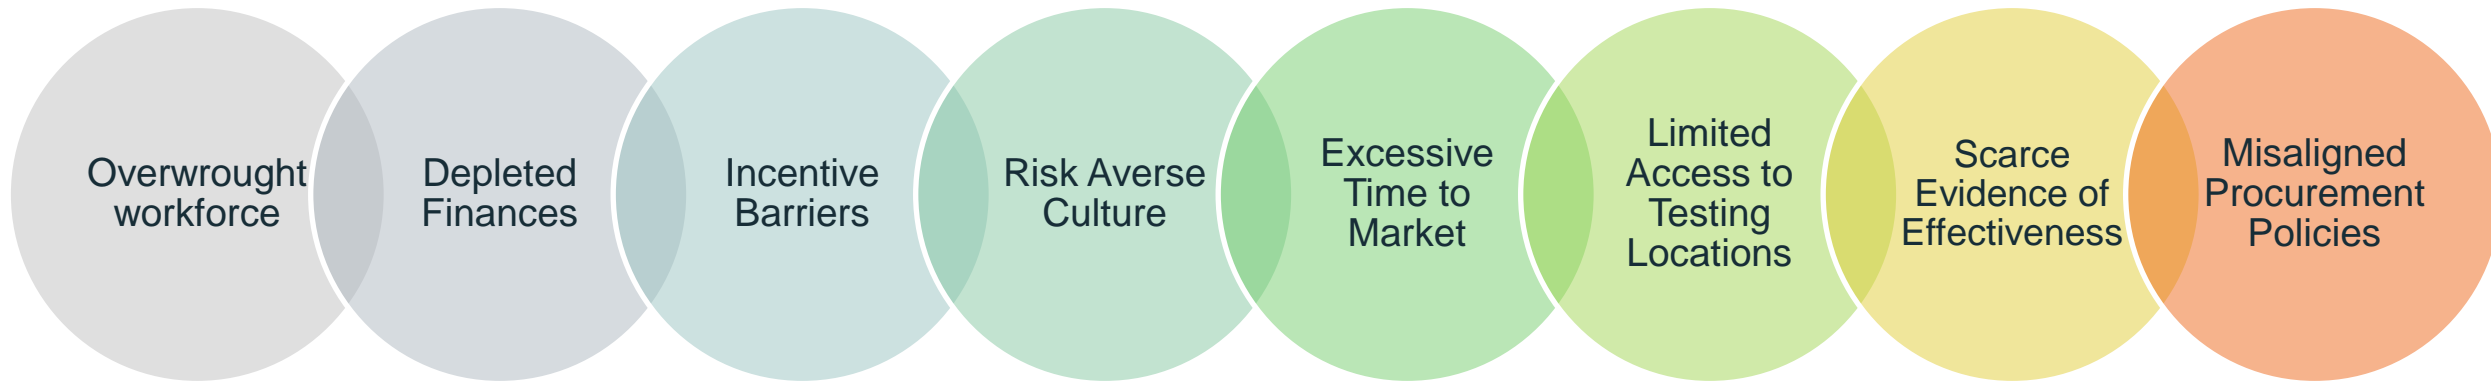 Overwrought
workforce
Depleted
Finances
Incentive
Barriers
Risk Averse
Culture
Excessive
Time to
Market
Limited
Access to
Testing
Locations
Scarce
Evidence of
Effectiveness
Misaligned
Procurement
Policies